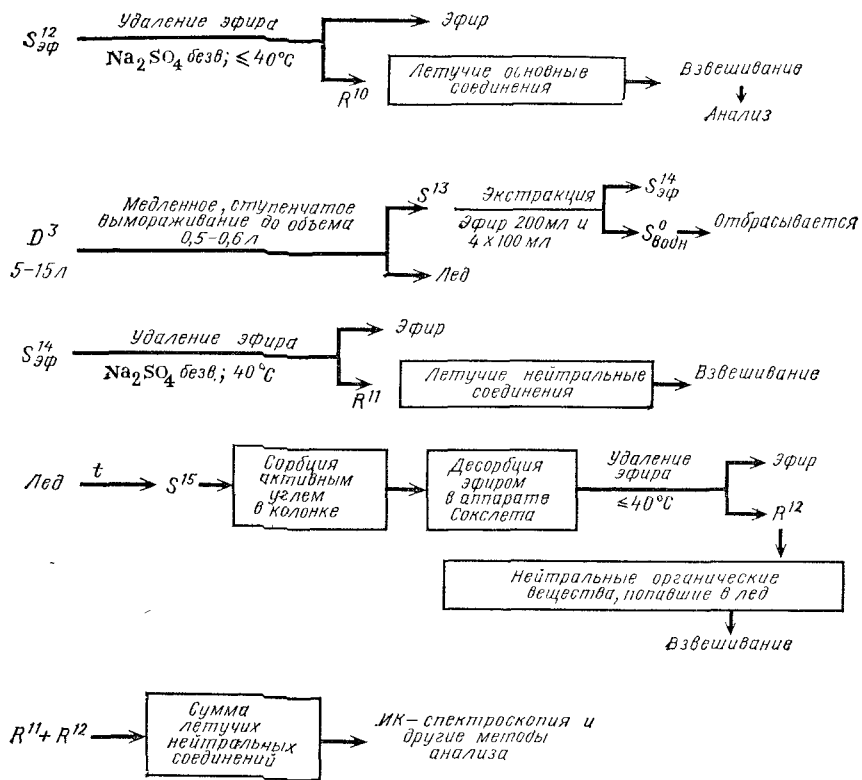 S¹²эф
Удаление эфира
Na₂SO₄ безв; ≤ 40°C
Эфир
R¹⁰
Летучие основные
соединения
Взвешивание
Анализ
D³
5–15л
Медленное, ступенчатое
вымораживание до объема
0,5–0,6л
S¹³
Лед
Экстракция
Эфир 200мл и
4×100 мл
S¹⁴эф
S⁰водн
Отбрасывается
S¹⁴эф
Удаление эфира
Na₂SO₄ безв.; 40°C
Эфир
R¹¹
Летучие нейтральные
соединения
Взвешивание
Лед
t
S¹⁵
Сорбция
активным
углем
в колонке
Десорбция
эфиром
в аппарате
Сокслета
Удаление
эфира
≤40°C
Эфир
R¹²
Нейтральные органические
вещества, попавшие в лед
Взвешивание
R¹¹+R¹²
Сумма
летучих
нейтральных
соединений
ИК–спектроскопия и
другие методы
анализа